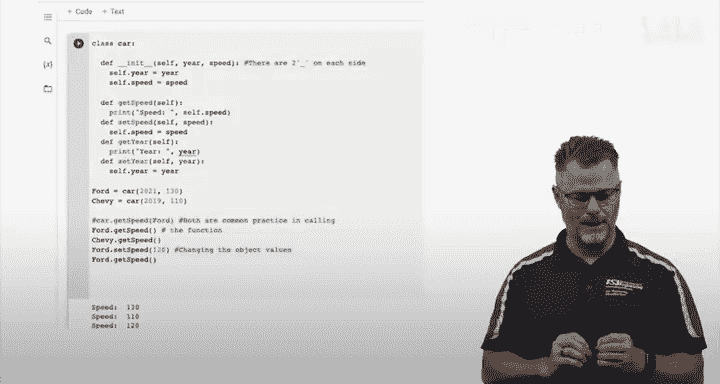 + Code + Text
{x}
class car:
def __init__(self, year, speed): #There are 2'_' on each side
self.year = year
self.speed = speed
def getSpeed(self):
print("Speed: ", self.speed)
def setSpeed(self, speed):
self.speed = speed
def getYear(self):
print("Year: ", year)
def setYear(self, year):
self.year = year
Ford = car(2021, 130)
Chevy = car(2019, 110)
#car.getSpeed(Ford) #Both are common practice in calling
Ford.getSpeed() # the function
Chevy.getSpeed()
Ford.setSpeed(120) #Changing the object values
Ford.getSpeed()
Speed: 130
Speed: 110
Speed: 120